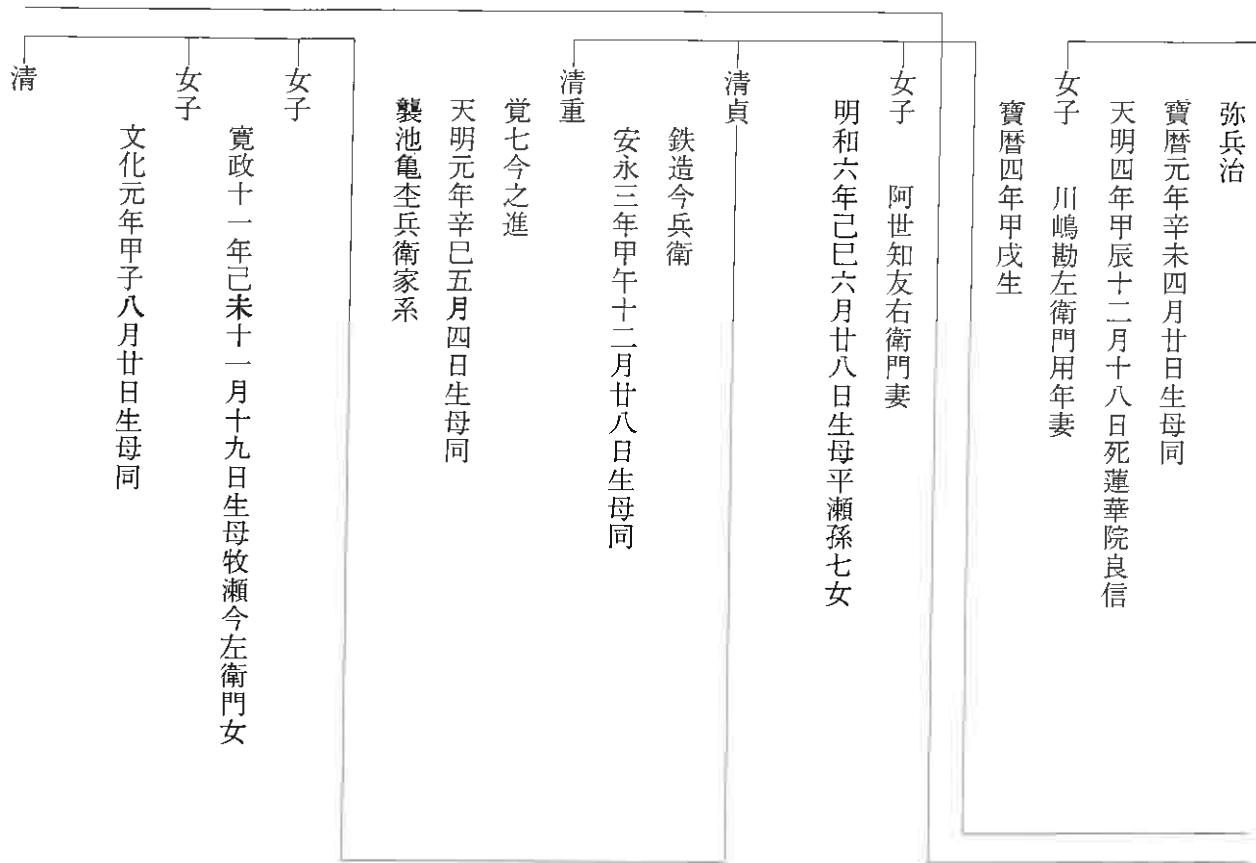 弥兵治
寶暦元年辛未四月廿日生母同
天明四年甲辰十二月十八日死蓮華院良信
女子　川嶋勘左衛門用年妻
寶暦四年甲戌生
女子　阿世知友右衛門妻
明和六年己巳六月廿八日生母平瀬孫七女
清貞
鉄造今兵衛
安永三年甲午十二月廿八日生母同
清重
覚七今之進
天明元年辛巳五月四日生母同
襲池亀杢兵衛家系
女子
寛政十一年己未十一月十九日生母牧瀬今左衛門女
女子
文化元年甲子八月廿日生母同
清